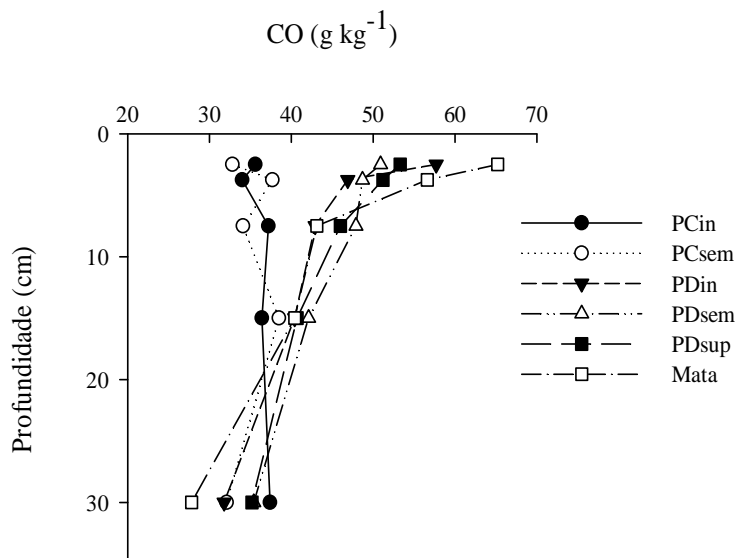 CO (g kg-1)
20 30 40 50 60 70
0
10
20
30
Profundidade (cm)
PCin
PCsem
PDin
PDsem
PDsup
Mata